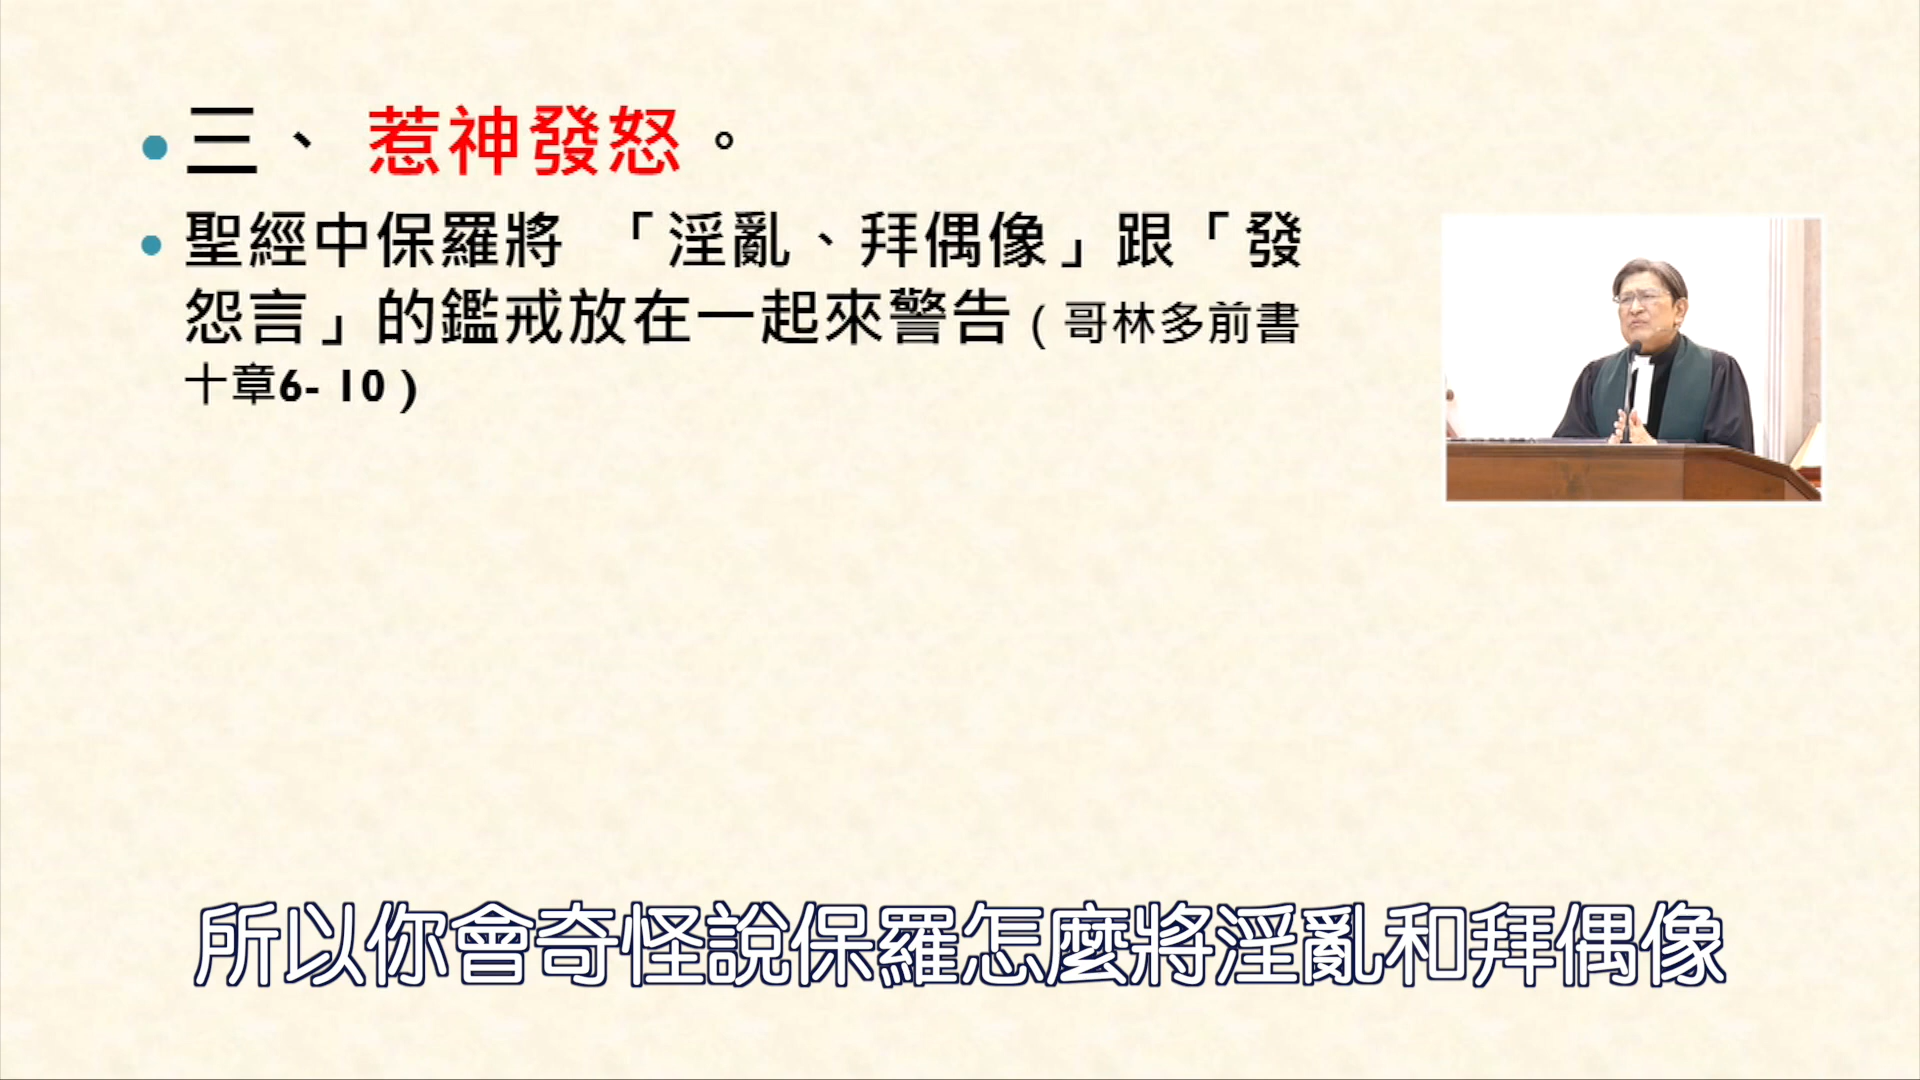 三、 惹神發怒。
聖經中保羅將 「淫亂、拜偶像」跟「發
怨言」的鑑戒放在一起來警告（哥林多前書
十章6- 10）
所以你會奇怪說保羅怎麼將淫亂和拜偶像